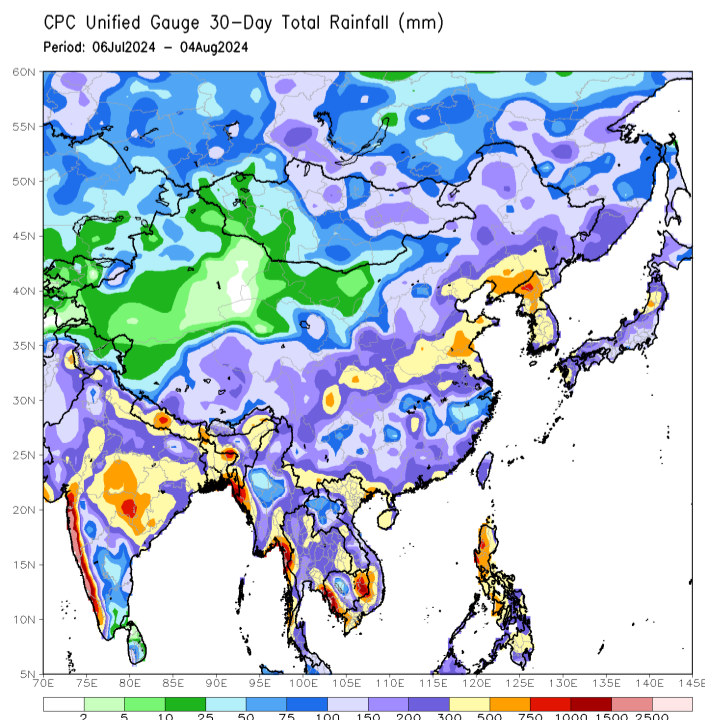 CPC Unified Gauge 30-Day Total Rainfall (mm)
Period: 06Jul2024 - 04Aug2024
60N
55N
50N
45N
40N
35N
30N
25N
20N
15N
10N
5N
70E 75E 80E 85E 90E 95E 100E 105E 110E 115E 120E 125E 130E 135E 140E 145E
2 5 10 25 50 75 100 150 200 300 500 750 1000 1500 2500